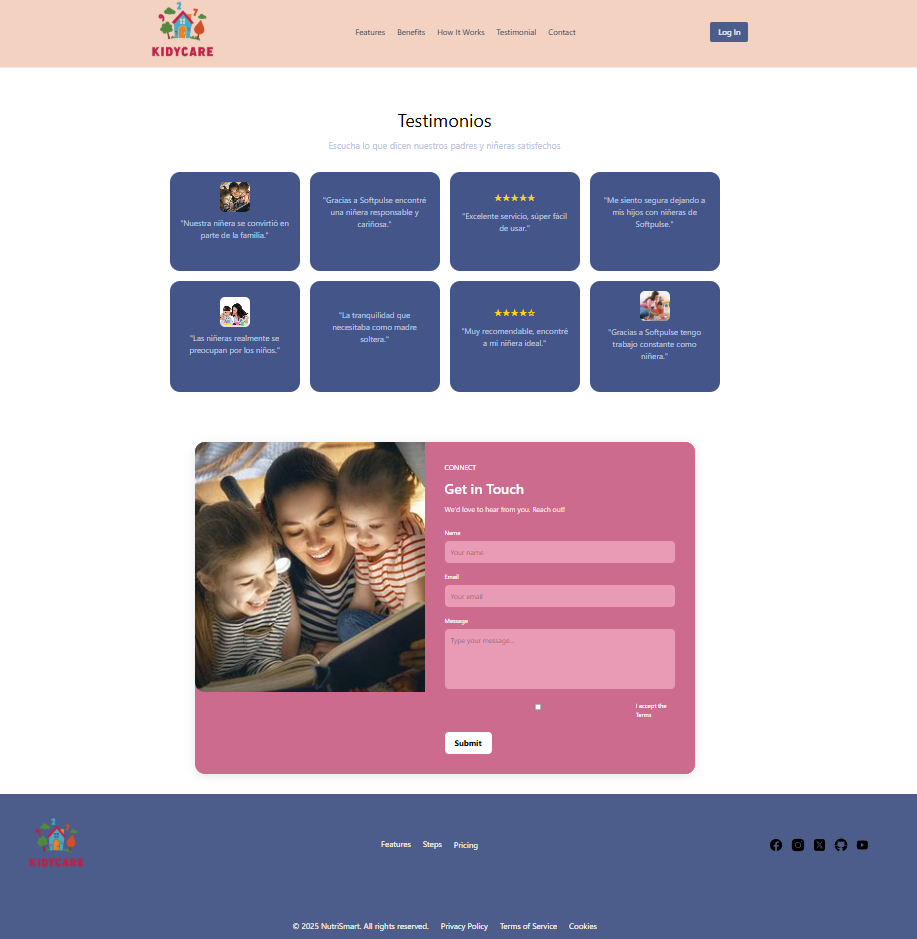 KIDYCARE
Features Benefits How It Works Testimonial Contact
Log In
Testimonios
Escucha lo que dicen nuestros padres y niñeras satisfechos
"Nuestra niñera se convirtió en
parte de la familia."
"Gracias a Softpulse encontré
una niñera responsable y
cariñosa."
★★★★★
"Excelente servicio, súper fácil
de usar."
"Me siento segura dejando a
mis hijos con niñeras de
Softpulse."
"Las niñeras realmente se
preocupan por los niños."
"La tranquilidad que
necesitaba como madre
soltera."
★★★★☆
"Muy recomendable, encontré
a mi niñera ideal."
"Gracias a Softpulse tengo
trabajo constante como
niñera."
CONNECT
Get in Touch
We'd love to hear from you. Reach out!
Name
Your name
Email
Your email
Message
Type your message...
I accept the
Terms
Submit
KIDYCARE
Features Steps Pricing
© 2025 NutriSmart. All rights reserved. Privacy Policy Terms of Service Cookies